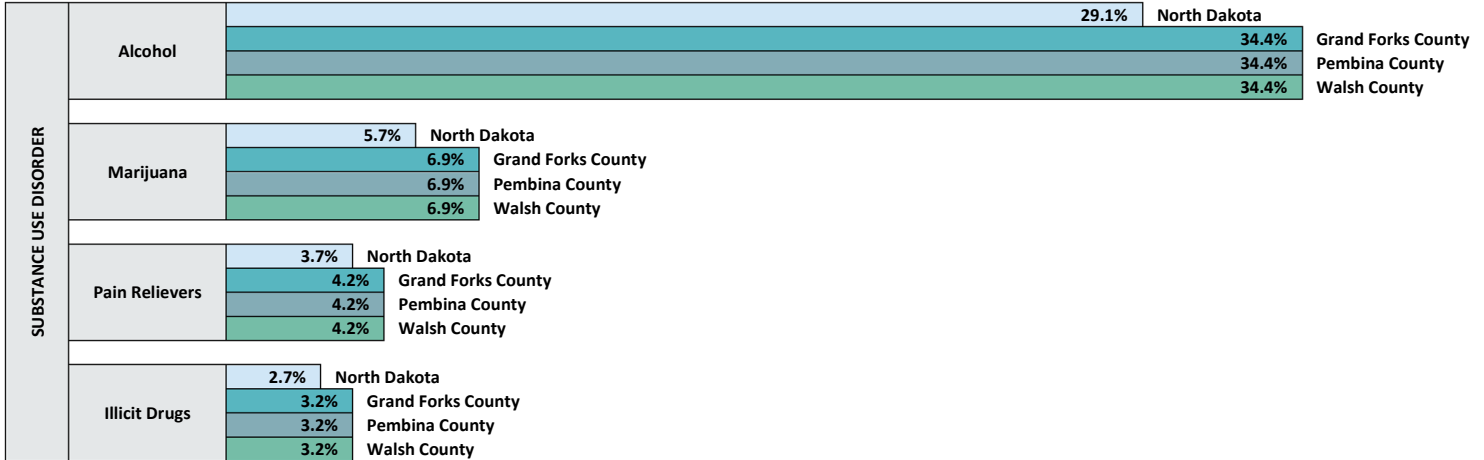 SUBSTANCE USE DISORDER
Alcohol
29.1% North Dakota
34.4% Grand Forks County
34.4% Pembina County
34.4% Walsh County
Marijuana
5.7% North Dakota
6.9% Grand Forks County
6.9% Pembina County
6.9% Walsh County
Pain Relievers
3.7% North Dakota
4.2% Grand Forks County
4.2% Pembina County
4.2% Walsh County
Illicit Drugs
2.7% North Dakota
3.2% Grand Forks County
3.2% Pembina County
3.2% Walsh County